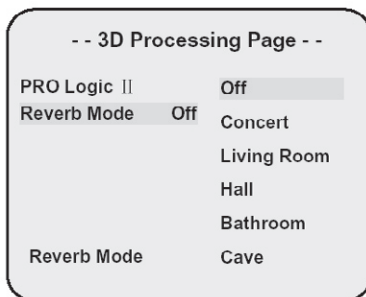 - - 3D Processing Page - -
PRO Logic II
Reverb Mode Off
Off
Concert
Living Room
Hall
Bathroom
Cave
Reverb Mode